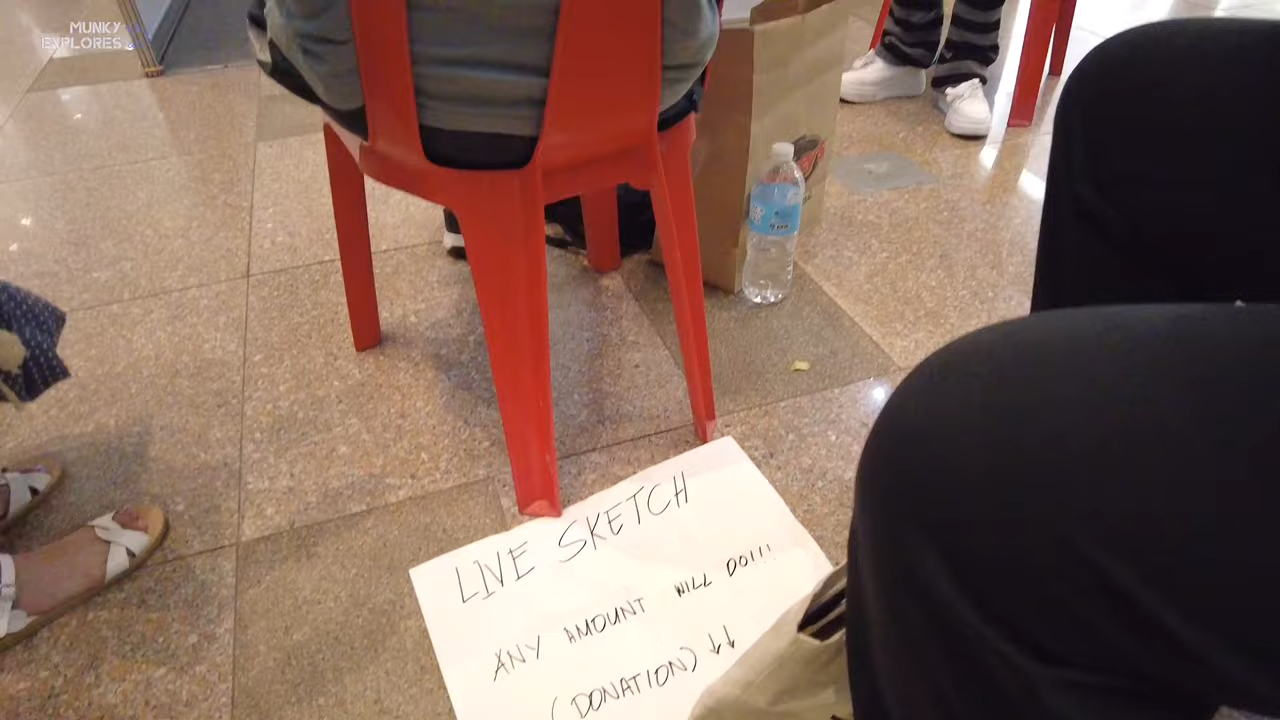 MUNKY
EXPLORES
LIVE SKETCH
ANY AMOUNT WILL DO!!!
(DONATION) ↓↓